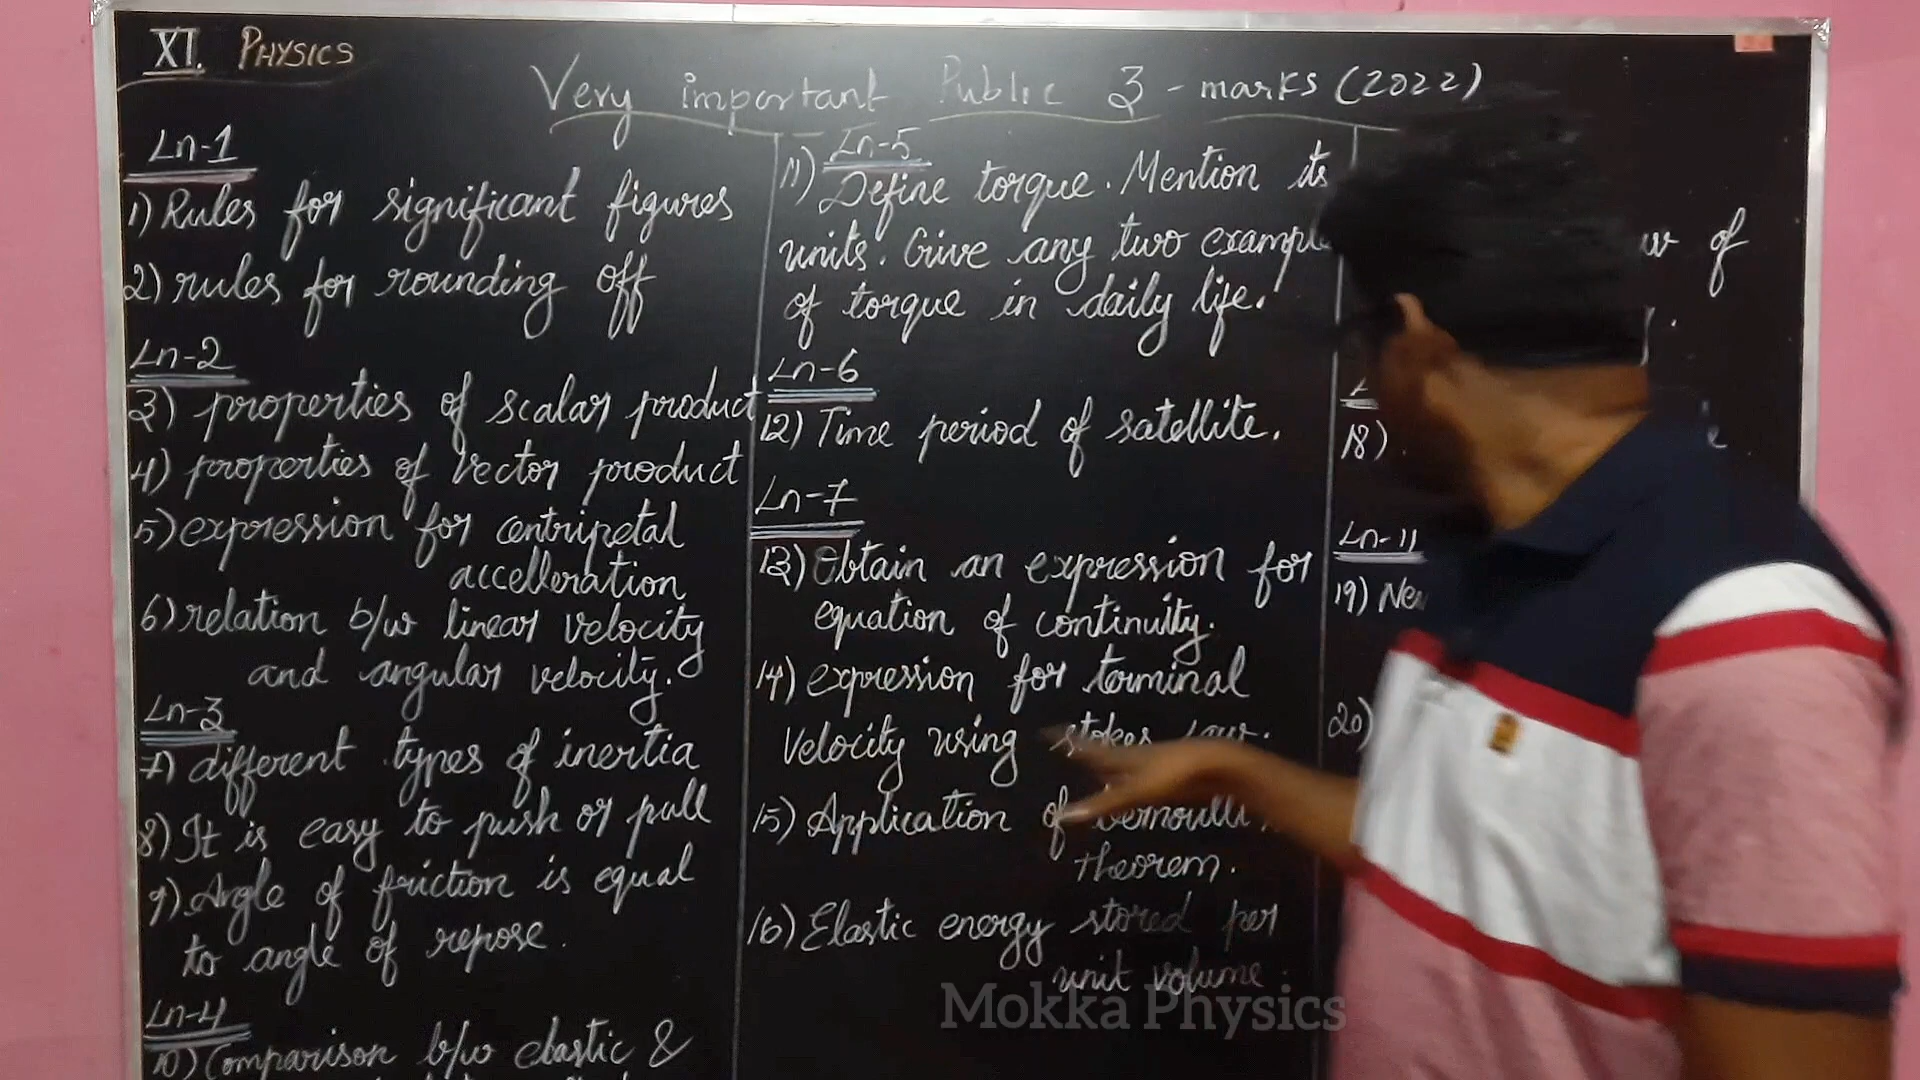 XI. PHYSICS
Very important Public 3 - marks (2022)
Ln-1
1) Rules for significant figures
2) rules for rounding off
Ln-2
3) properties of scalar product
4) properties of Vector product
5) expression for centripetal
accelleration
6) relation b/w linear velocity
and angular velocity.
Ln-3
7) different types of inertia
8) It is easy to push or pull
9) Angle of friction is equal
to angle of repose.
Ln-4
10) Comparison b/w elastic &
Ln-5
11) Define torque. Mention its
units. Give any two example
of torque in daily life.
Ln-6
12) Time period of satellite.
Ln-7
13) Obtain an expression for
equation of continuity.
14) expression for terminal
Velocity using stokes law.
15) Application of
theorem.
16) Elastic energy stored per
unit volume.
of
18)
Ln-11
19)
20)
Mokka Physics